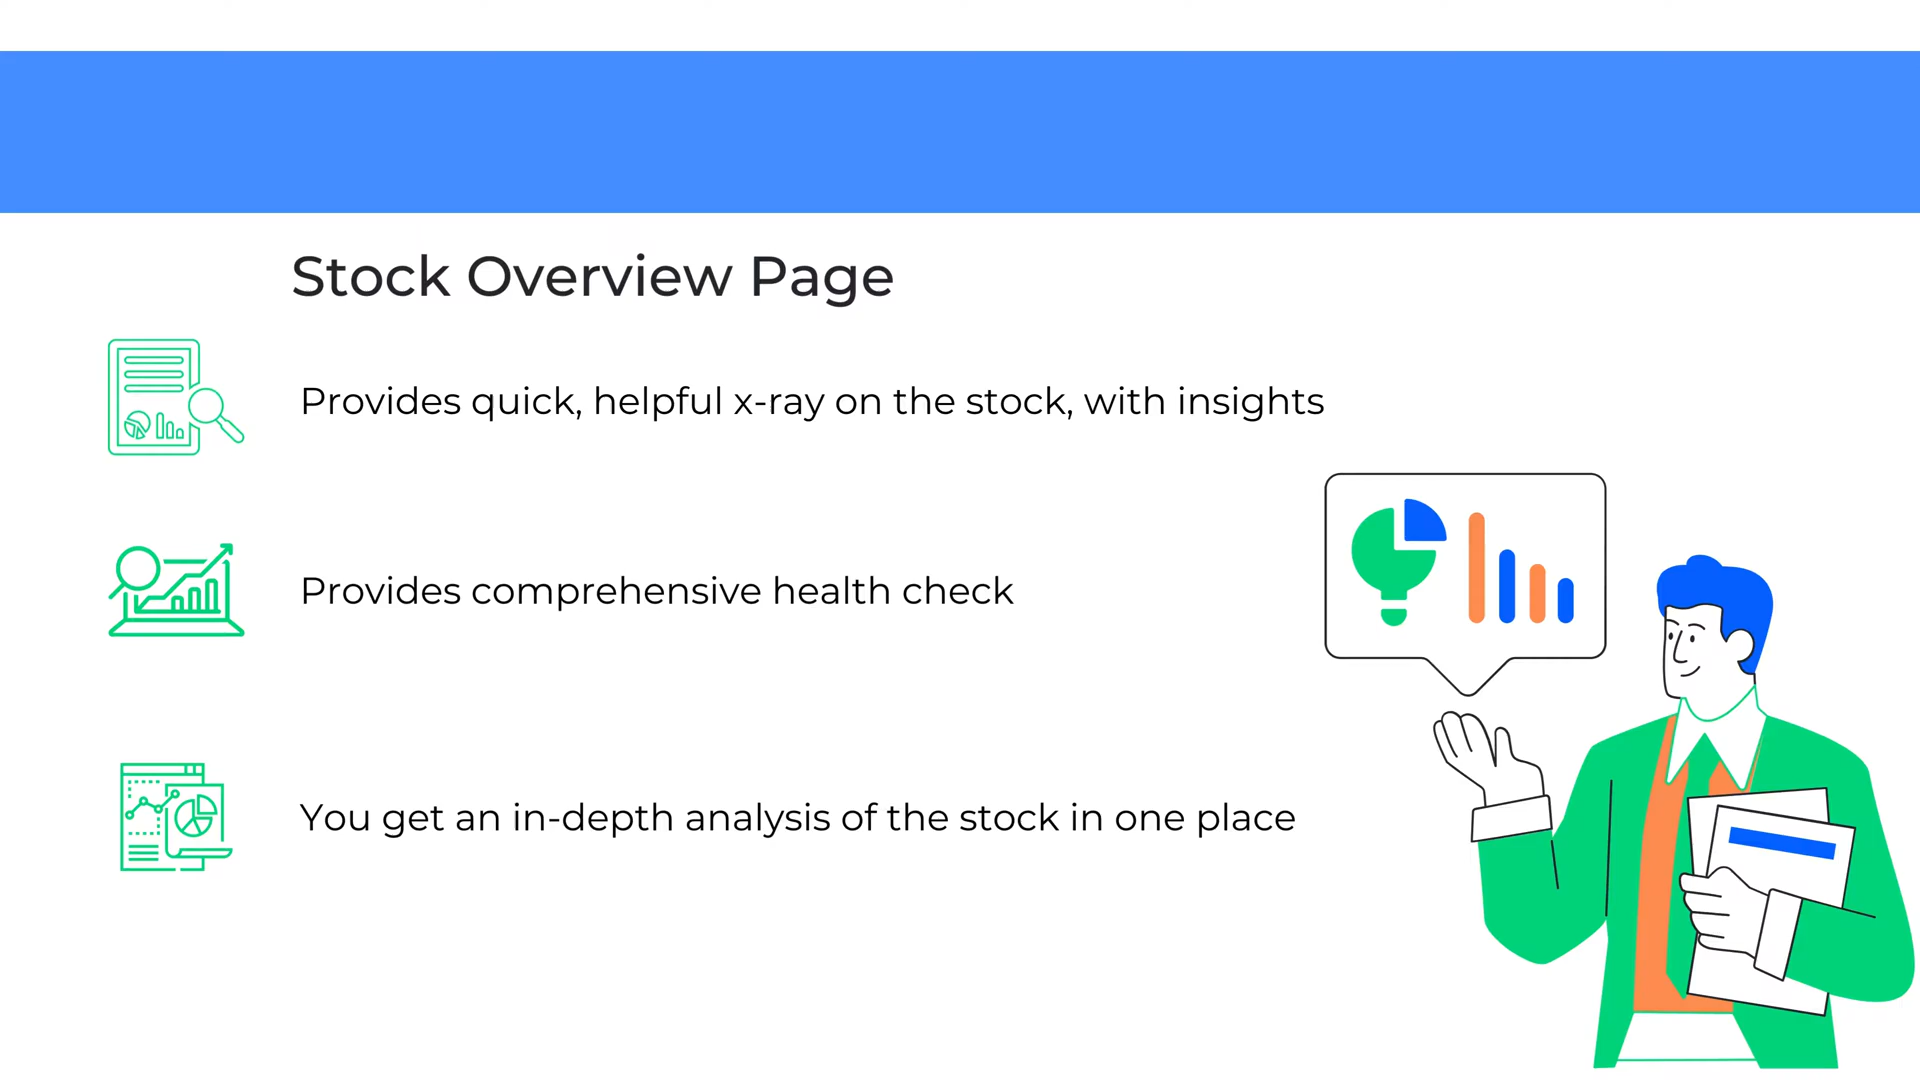 Stock Overview Page
Provides quick, helpful x-ray on the stock, with insights
Provides comprehensive health check
You get an in-depth analysis of the stock in one place